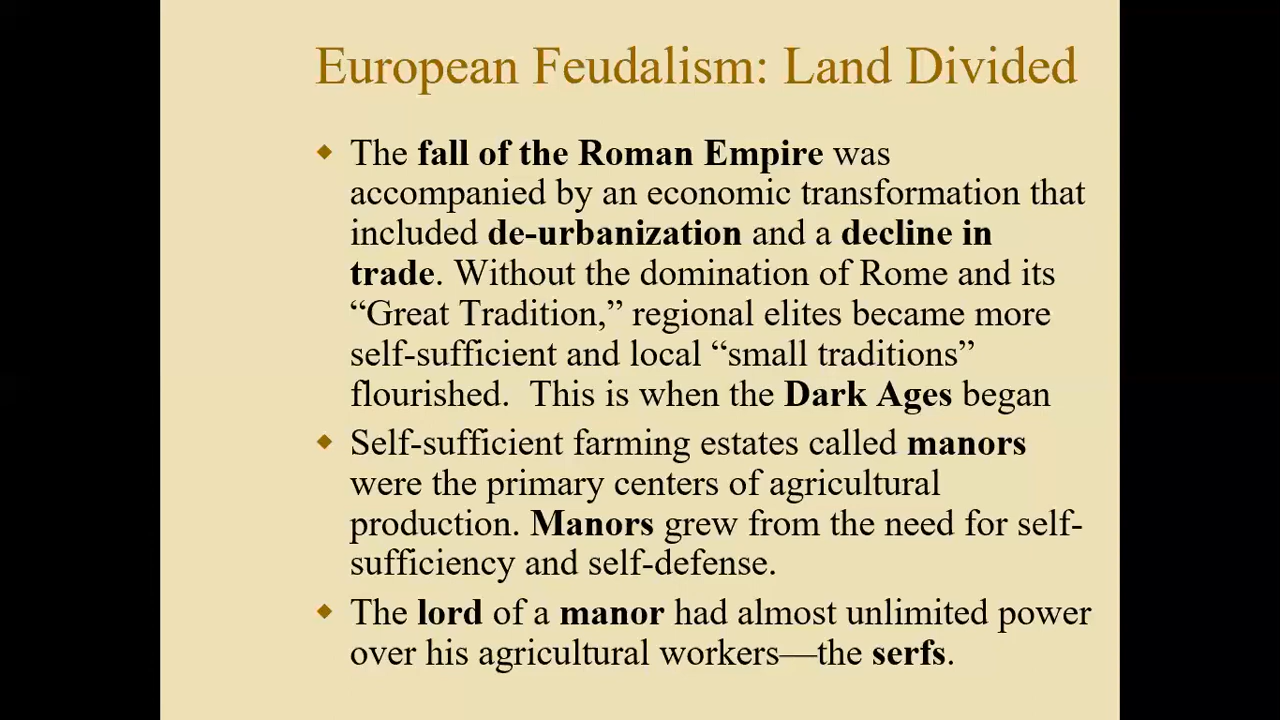 European Feudalism: Land Divided
The fall of the Roman Empire was
accompanied by an economic transformation that
included de-urbanization and a decline in
trade. Without the domination of Rome and its
“Great Tradition,” regional elites became more
self-sufficient and local “small traditions”
flourished.  This is when the Dark Ages began
Self-sufficient farming estates called manors
were the primary centers of agricultural
production. Manors grew from the need for self-
sufficiency and self-defense.
The lord of a manor had almost unlimited power
over his agricultural workers—the serfs.